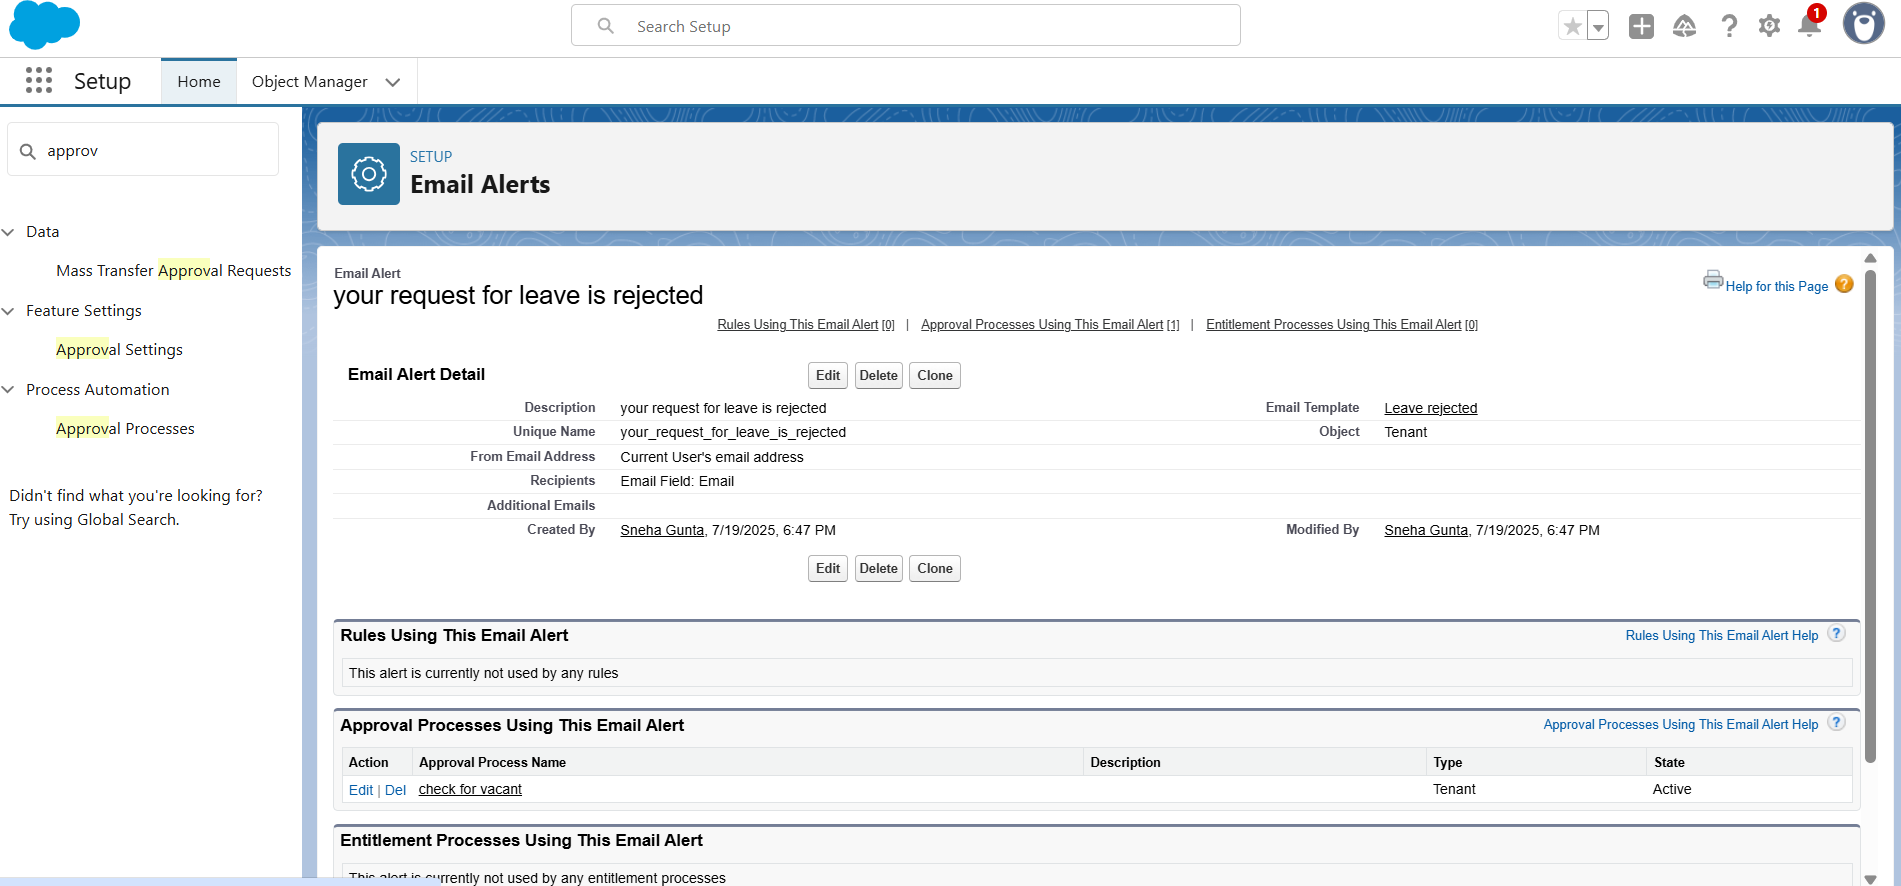 Search Setup
1
Setup
Home
Object Manager
approv
Data
Mass Transfer Approval Requests
Feature Settings
Approval Settings
Process Automation
Approval Processes
Didn't find what you're looking for?
Try using Global Search.
SETUP
Email Alerts
Email Alert
your request for leave is rejected
Help for this Page ?
Rules Using This Email Alert [0] | Approval Processes Using This Email Alert [1] | Entitlement Processes Using This Email Alert [0]
Email Alert Detail
Edit Delete Clone
Description your request for leave is rejected Email Template Leave rejected
Unique Name your_request_for_leave_is_rejected Object Tenant
From Email Address Current User's email address
Recipients Email Field: Email
Additional Emails
Created By Sneha Gunta, 7/19/2025, 6:47 PM Modified By Sneha Gunta, 7/19/2025, 6:47 PM
Edit Delete Clone
Rules Using This Email Alert Rules Using This Email Alert Help ?
This alert is currently not used by any rules
Approval Processes Using This Email Alert Approval Processes Using This Email Alert Help ?
Action Approval Process Name Description Type State
Edit | Del check for vacant Tenant Active
Entitlement Processes Using This Email Alert
This alert is currently not used by any entitlement processes